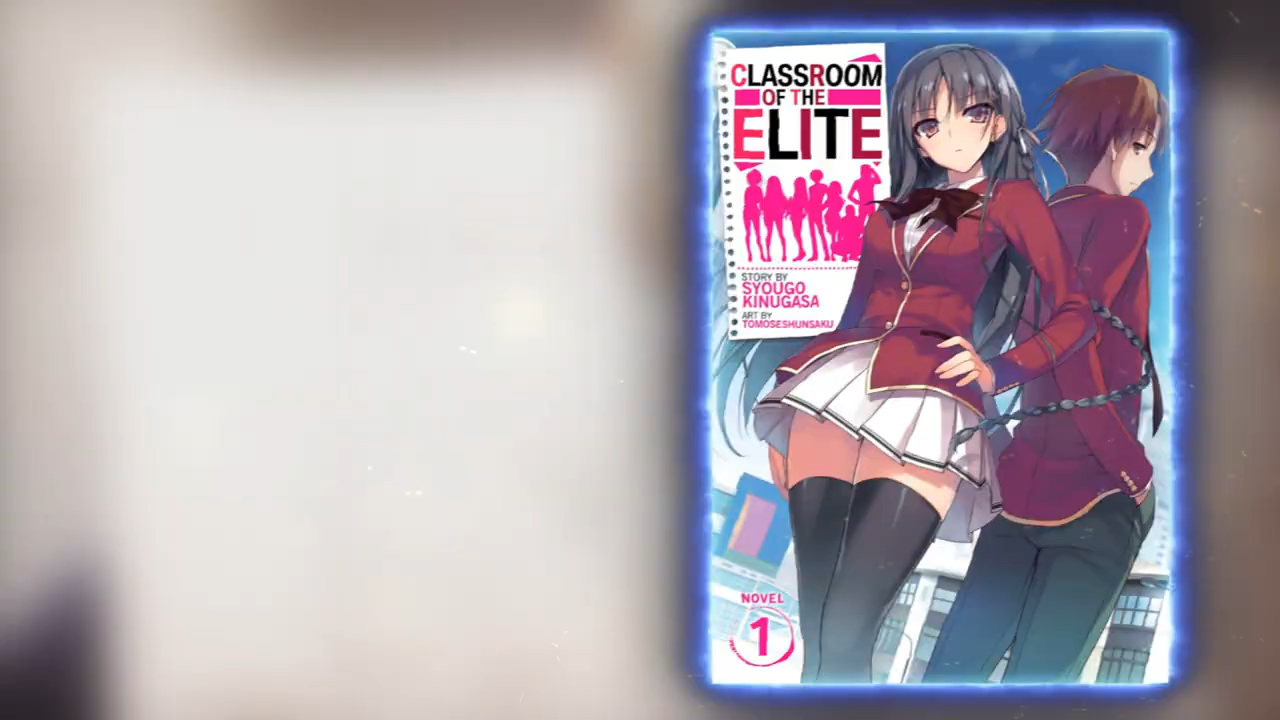 CLASSROOM
OF THE
ELITE
STORY BY
SYOUGO
KINUGASA
ART BY
TOMOSESHUNSAKU
NOVEL
1